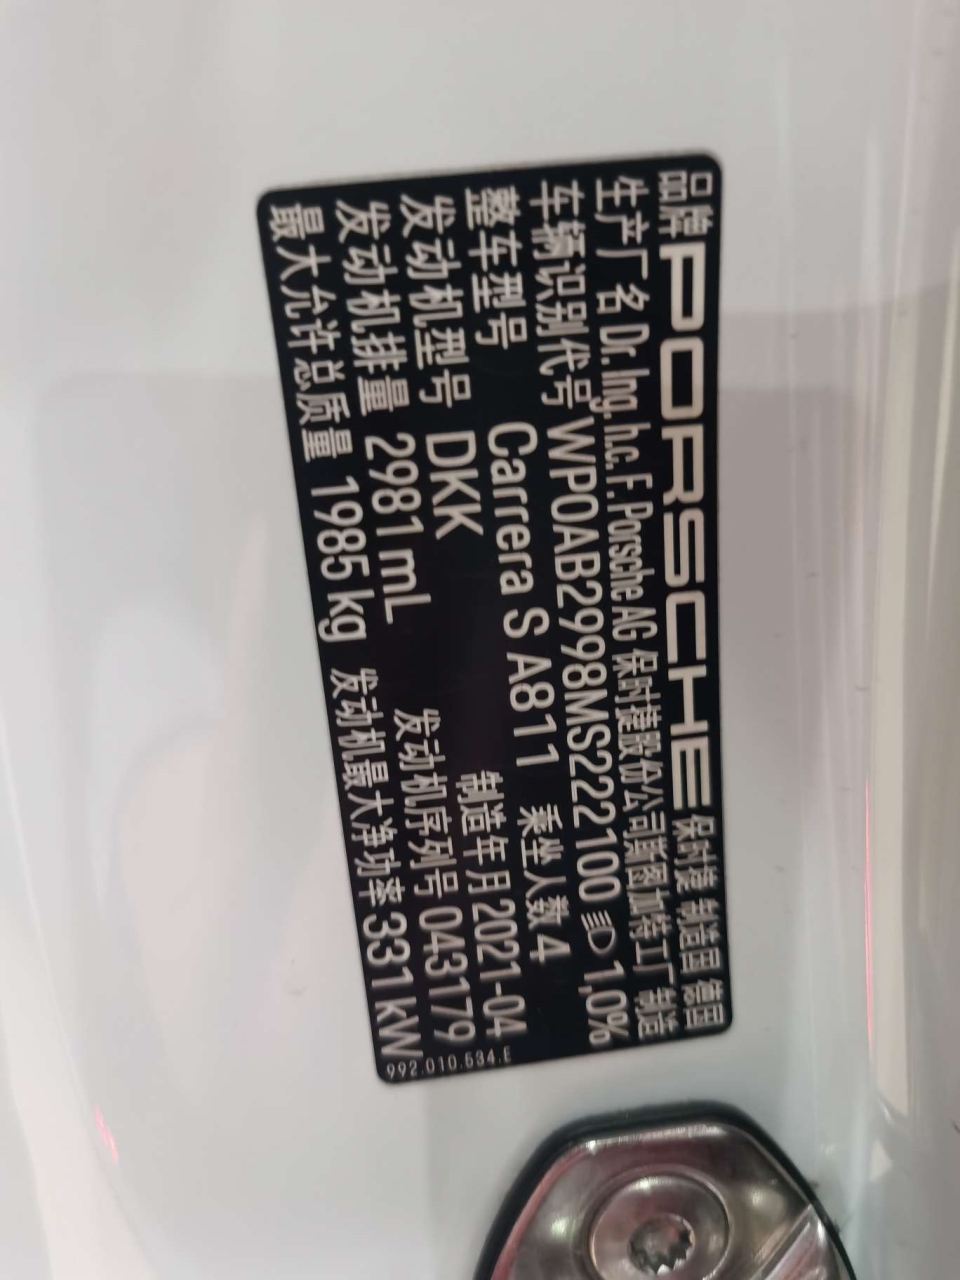 品牌 PORSCHE 保时捷 制造国 德国
生产厂名 Dr. Ing. h.c. F. Porsche AG 保时捷股份公司斯图加特工厂制造
车辆识别代号 WP0AB2998MS222100 1,0%
整车型号 Carrera S A811 乘坐人数 4
发动机型号 DKK 制造年月 2021-04
发动机排量 2981 mL 发动机序列号 043179
最大允许总质量 1985 kg 发动机最大净功率 331 kW
992.010.534.E